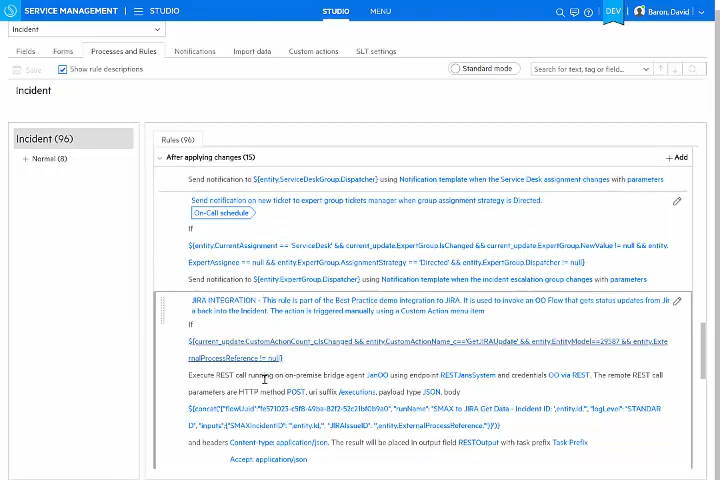 SERVICE MANAGEMENT STUDIO STUDIO MENU DEV Baron, David
Incident
Fields Forms Processes and Rules Notifications Import data Custom actions SLT settings
Save Show rule descriptions Standard mode Search for text, tag or field...
Incident
Incident (96)
Normal (8)
Rules (96)
After applying changes (15) Add
Send notification to ${entity.ServiceDeskGroup.Dispatcher} using Notification template when the Service Desk assignment changes with parameters
Send notification on new ticket to expert group tickets manager when group assignment strategy is Directed.
On-Call schedule
If
${entity.CurrentAssignment == 'ServiceDesk' && current_update.ExpertGroup.IsChanged && current_update.ExpertGroup.NewValue != null && entity.
ExpertAssignee == null && entity.ExpertGroup.AssignmentStrategy == 'Directed' && entity.ExpertGroup.Dispatcher != null}
Send notification to ${entity.ExpertGroup.Dispatcher} using Notification template when the incident escalation group changes with parameters
JIRA INTEGRATION - This rule is part of the Best Practice demo integration to JIRA. It is used to invoke an OO Flow that gets status updates from Jir
a back into the Incident. The action is triggered manually using a Custom Action menu item
If
${current_update.CustomActionCount_c.IsChanged && entity.CustomActionName_c=='GetJIRAUpdate' && entity.EntityModel==29587 && entity.Exte
rnalProcessReference != null}
Execute REST call running on on-premise bridge agent JanOO using endpoint RESTJansSystem and credentials OO via REST. The remote REST call
parameters are HTTP method POST, uri suffix /executions, payload type JSON, body
${concat('{"flowUuid":"fe571023-c5f8-49ba-82f2-52c21bf0b9a0", "runName": "SMAX to JIRA Get Data - Incident ID: ',entity.Id,'", "logLevel": "STANDAR
D", "inputs":{"SMAXIncidentID": "',entity.Id,'", "JIRAIssueID": "',entity.ExternalProcessReference,'"}}')}
and headers Content-type: application/json. The result will be placed in output field RESTOutput with task prefix Task Prefix
Accept: application/json